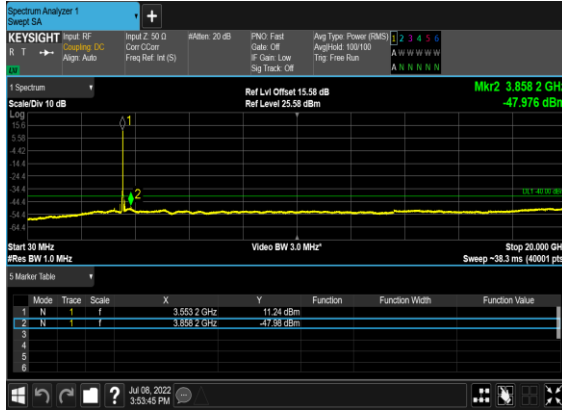 Spectrum Analyzer 1
Swept SA
+
KEYSIGHT Input: RF Input Z: 50 Ω #Atten: 20 dB PNO: Fast Avg Type: Power (RMS) 1 2 3 4 5 6
R T Coupling: DC Corr CCorr Gate: Off Avg|Hold: 100/100 A W W W W W
Align: Auto Freq Ref: Int (S) IF Gain: Low Trig: Free Run
Sig Track: Off A N N N N N
1 Spectrum Ref Lvl Offset 15.58 dB Mkr2 3.858 2 GHz
Scale/Div 10 dB Ref Level 25.58 dBm -47.976 dBm
Log
15.6
5.58
-4.42
-14.4
-24.4
-34.4
-44.4
-54.4
-64.4
1
2
DL1 -40.00 dBm
Start 30 MHz Video BW 3.0 MHz* Stop 20.000 GHz
#Res BW 1.0 MHz Sweep ~38.3 ms (40001 pts)
5 Marker Table
Mode Trace Scale X Y Function Function Width Function Value
1 N 1 f 3.553 2 GHz 11.24 dBm
2 N 1 f 3.858 2 GHz -47.98 dBm
3
4
5
6
? Jul 08, 2022
3:53:45 PM